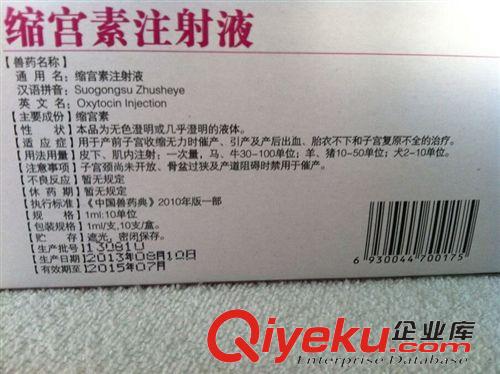 缩宫素注射液
【兽药名称】
通 用 名：缩宫素注射液
汉语拼音：Suogongsu Zhusheye
英 文 名：Oxytocin Injection
【主要成份】缩宫素
【性 状】本品为无色澄明或几乎澄明的液体。
【适 应 症】用于产前子宫收缩无力时催产、引产及产后出血、胎衣不下和子宫复原不全的治疗。
【用法用量】皮下、肌内注射：一次量，马、牛30-100单位；羊、猪10-50单位；犬2-10单位。
【注意事项】子宫颈尚未开放、骨盆过狭及产道阻碍时禁用于催产。
【不良反应】暂无规定
【休 药 期】暂无规定
【执行标准】《中国兽药典》2010年版一部
【规 格】1ml:10单位
【包装规格】1ml/支,10支/盒。
【贮 存】遮光，密闭保存。
【生产批号】
【生产日期】2013年08月10日
【有效期至】2015年07月
6 930044 700175
Qiyeku.com 企业库
Enterprise Database